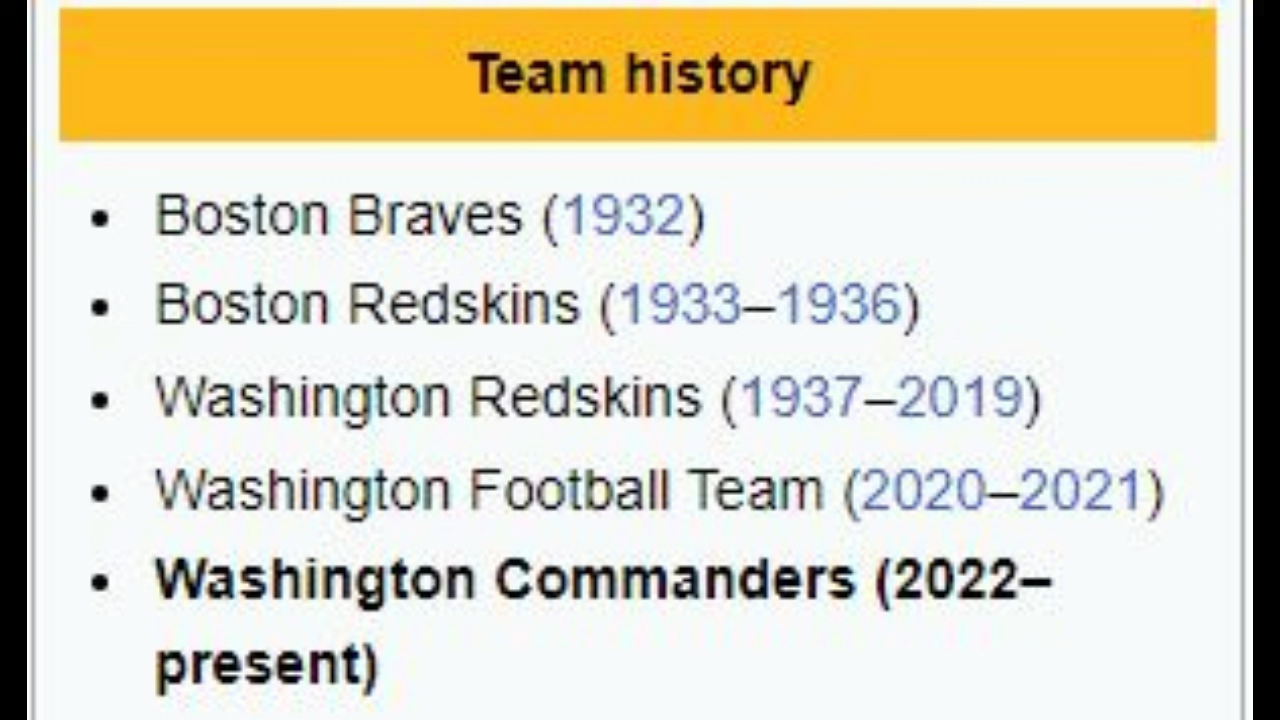 Team history
• Boston Braves (1932)
• Boston Redskins (1933–1936)
• Washington Redskins (1937–2019)
• Washington Football Team (2020–2021)
• Washington Commanders (2022–
present)